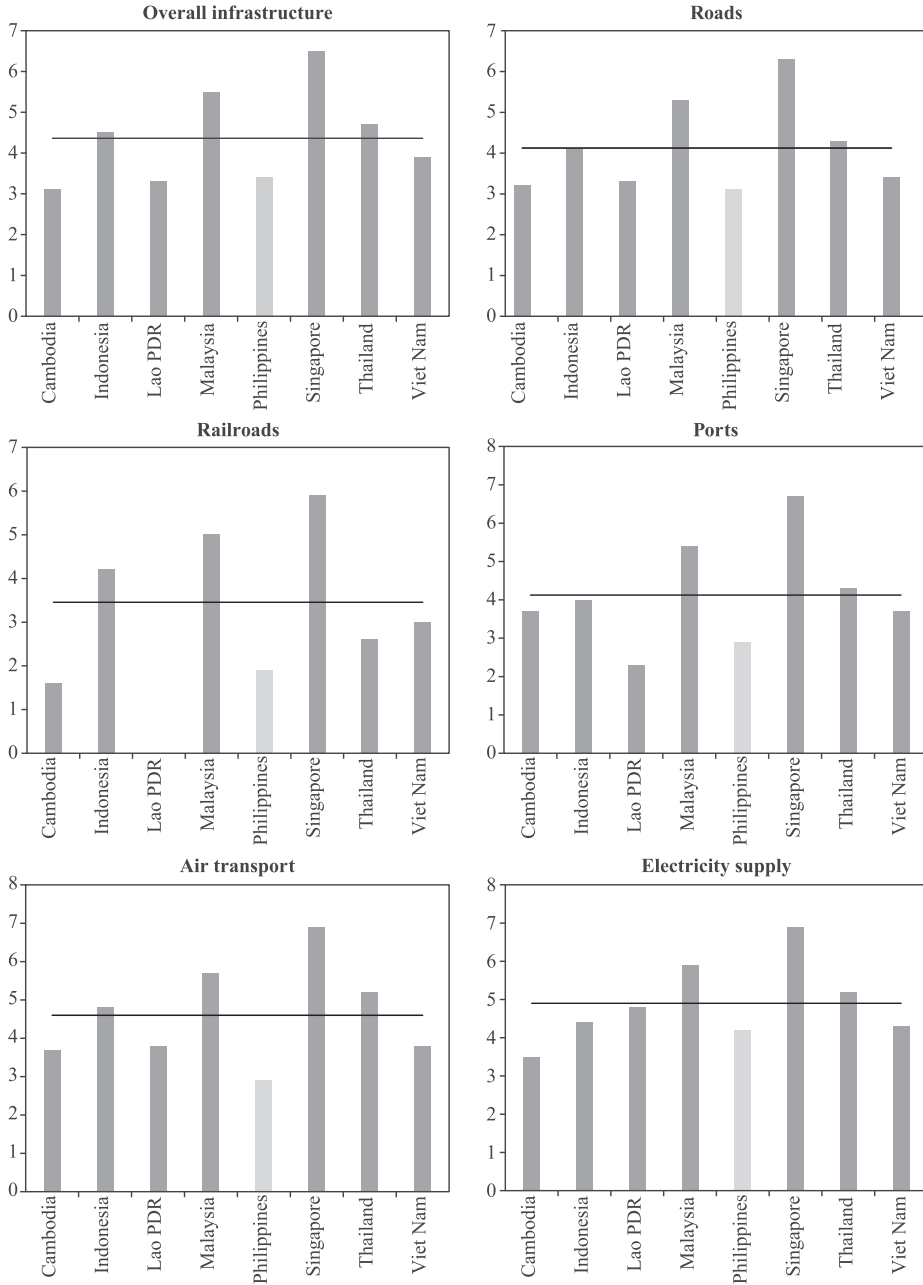 Overall infrastructure
7
6
5
4
3
2
1
0
Cambodia
Indonesia
Lao PDR
Malaysia
Philippines
Singapore
Thailand
Viet Nam
Roads
7
6
5
4
3
2
1
0
Cambodia
Indonesia
Lao PDR
Malaysia
Philippines
Singapore
Thailand
Viet Nam
Railroads
7
6
5
4
3
2
1
0
Cambodia
Indonesia
Lao PDR
Malaysia
Philippines
Singapore
Thailand
Viet Nam
Ports
8
7
6
5
4
3
2
1
0
Cambodia
Indonesia
Lao PDR
Malaysia
Philippines
Singapore
Thailand
Viet Nam
Air transport
8
7
6
5
4
3
2
1
0
Cambodia
Indonesia
Lao PDR
Malaysia
Philippines
Singapore
Thailand
Viet Nam
Electricity supply
8
7
6
5
4
3
2
1
0
Cambodia
Indonesia
Lao PDR
Malaysia
Philippines
Singapore
Thailand
Viet Nam